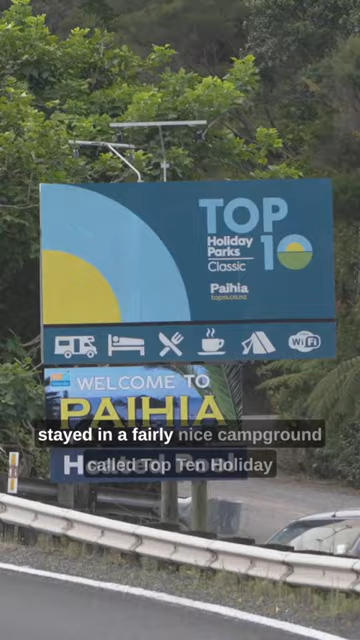 TOP
10
Holiday
Parks
Classic
Paihia
top10.co.nz
WiFi
WELCOME TO
PAIHIA
stayed in a fairly nice campground
called Top Ten Holiday